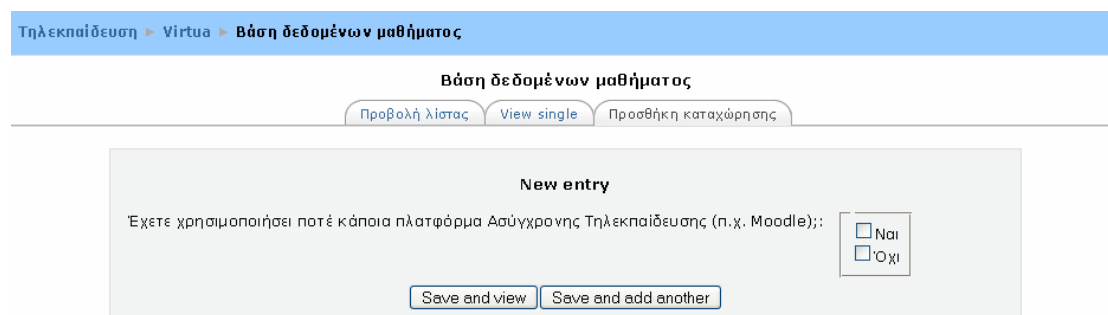 Τηλεκπαίδευση ► Virtua ► Βάση δεδομένων μαθήματος
Βάση δεδομένων μαθήματος
Προβολή λίστας View single Προσθήκη καταχώρησης
New entry
Έχετε χρησιμοποιήσει ποτέ κάποια πλατφόρμα Ασύγχρονης Τηλεκπαίδευσης (π.χ. Moodle);:
Ναι
Όχι
Save and view Save and add another